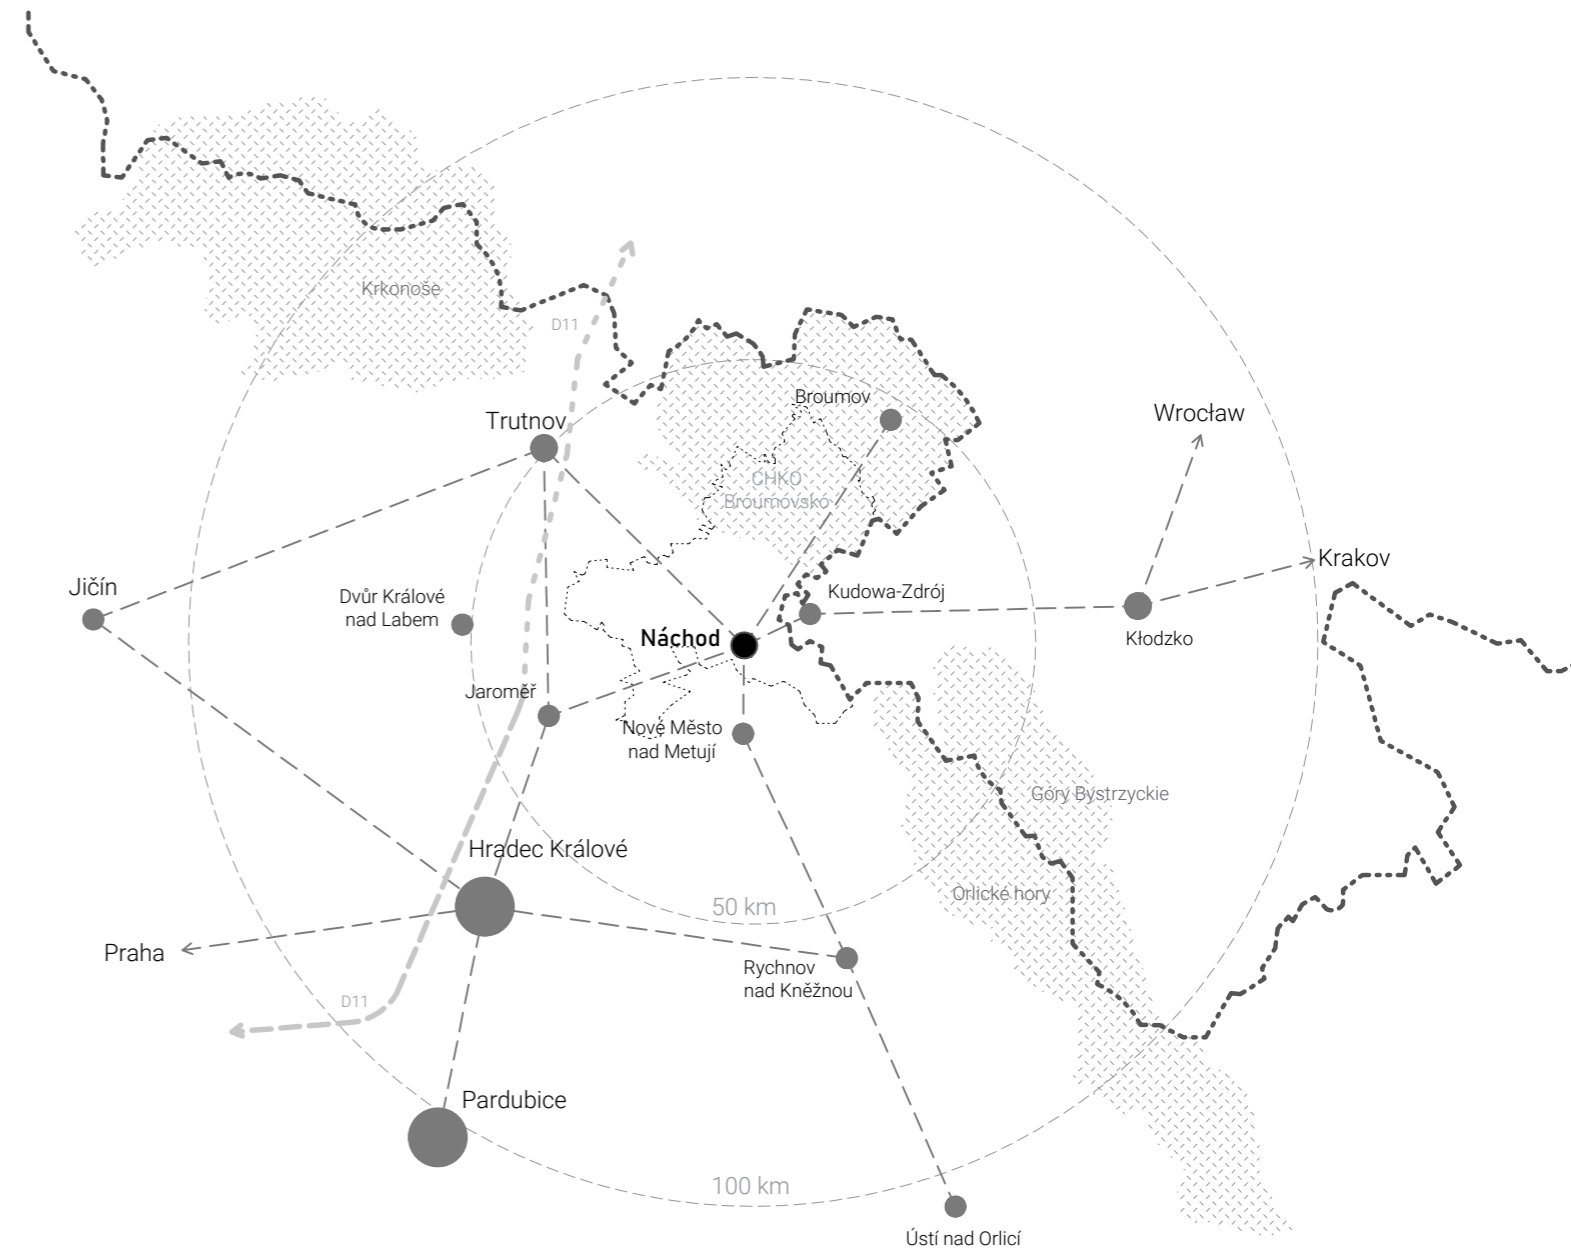 Krkonoše
D11
Broumov
Wrocław
Trutnov
CHKO
Broumovsko
Krakov
Jičín
Dvůr Králové
nad Labem
Kudowa-Zdrój
Náchod
Kłodzko
Jaroměř
Nové Město
nad Metují
Góry Bystrzyckie
Hradec Králové
Orlické hory
50 km
Praha
Rychnov
nad Kněžnou
D11
Pardubice
100 km
Ústí nad Orlicí